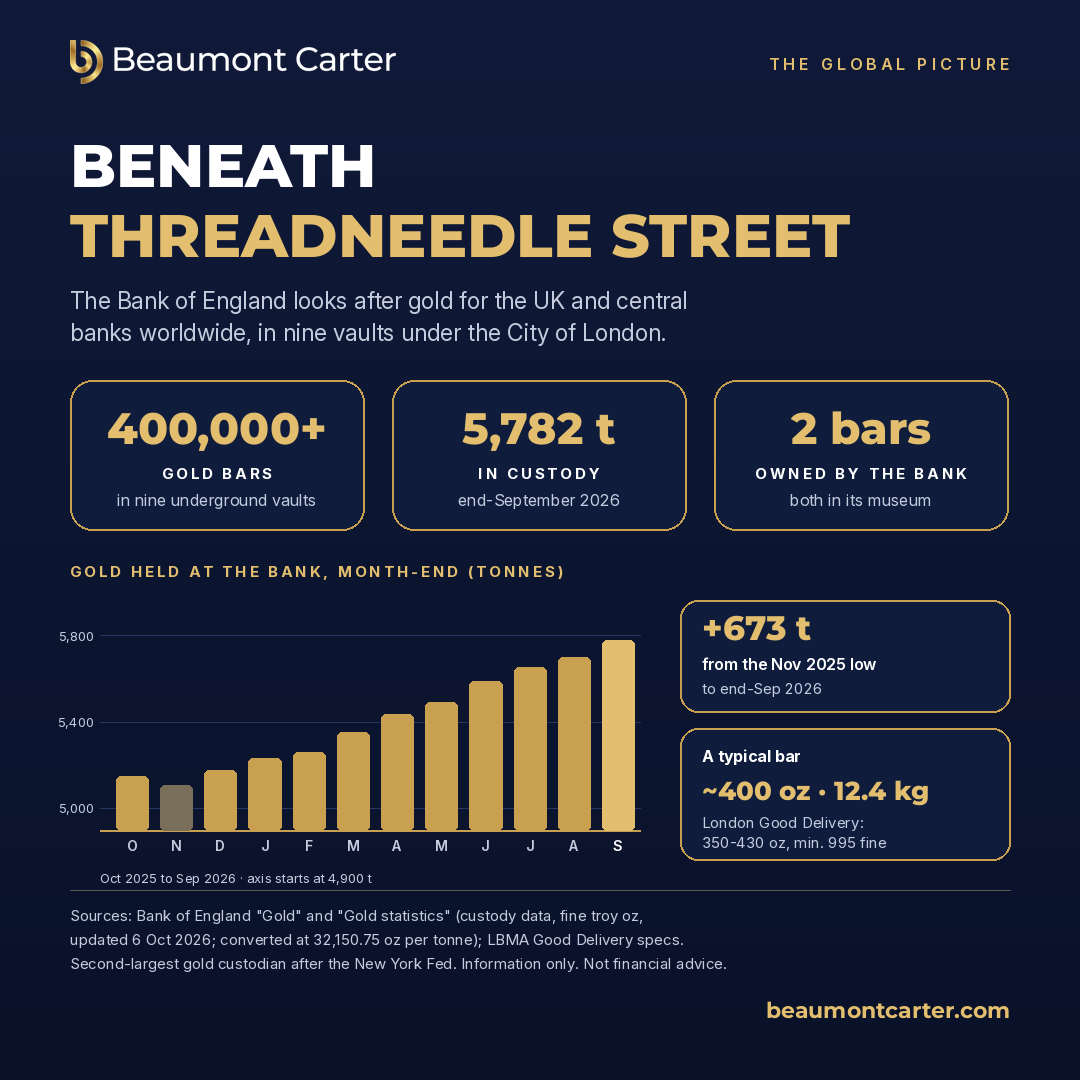 Beaumont Carter
THE GLOBAL PICTURE
BENEATH
THREADNEEDLE STREET
The Bank of England looks after gold for the UK and central
banks worldwide, in nine vaults under the City of London.
400,000+
GOLD BARS
in nine underground vaults
5,782 t
IN CUSTODY
end-September 2026
2 bars
OWNED BY THE BANK
both in its museum
GOLD HELD AT THE BANK, MONTH-END (TONNES)
5,800
5,400
5,000
O N D J F M A M J J A S
Oct 2025 to Sep 2026 · axis starts at 4,900 t
+673 t
from the Nov 2025 low
to end-Sep 2026
A typical bar
~400 oz · 12.4 kg
London Good Delivery:
350-430 oz, min. 995 fine
Sources: Bank of England "Gold" and "Gold statistics" (custody data, fine troy oz,
updated 6 Oct 2026; converted at 32,150.75 oz per tonne); LBMA Good Delivery specs.
Second-largest gold custodian after the New York Fed. Information only. Not financial advice.
beaumontcarter.com